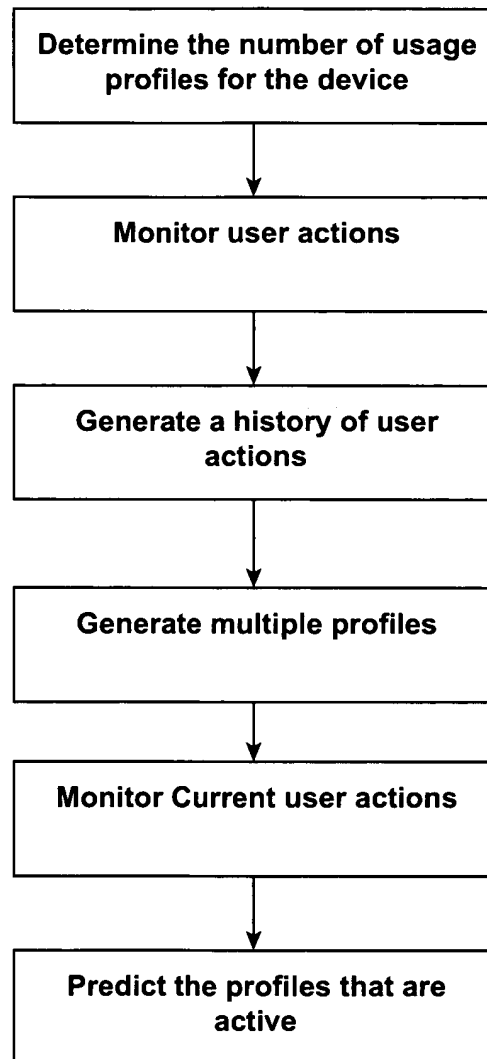 Determine the number of usage
profiles for the device
Monitor user actions
Generate a history of user
actions
Generate multiple profiles
Monitor Current user actions
Predict the profiles that are
active